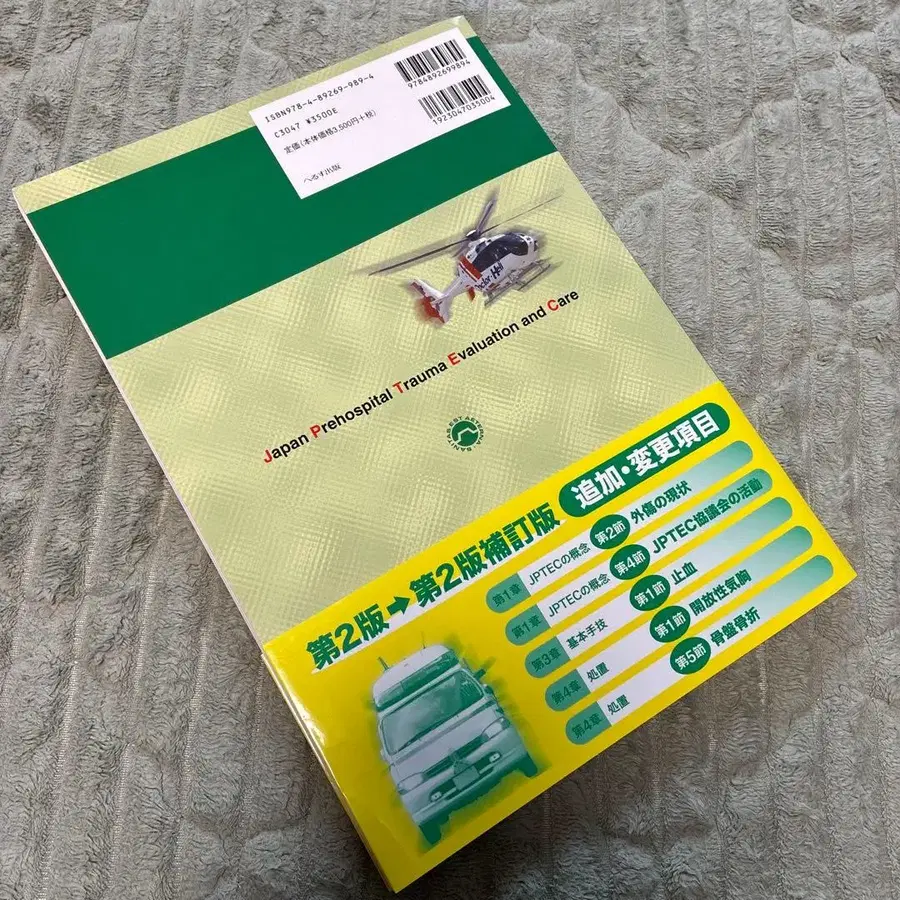 ISBN978-4-89269-989-4
C3047 ¥3500E
定価(本体価格3,500円+税)
へるす出版
9784892699894
1923047035004
Doctor-Heli
Japan Prehospital Trauma Evaluation and Care
第2版➡第2版補訂版 追加・変更項目
第1章 JPTECの概念 第2節 外傷の現状
第1章 JPTECの概念 第4節 JPTEC協議会の活動
第3章 基本手技 第1節 止血
第4章 処置 第1節 開放性気胸
第4章 処置 第5節 骨盤骨折